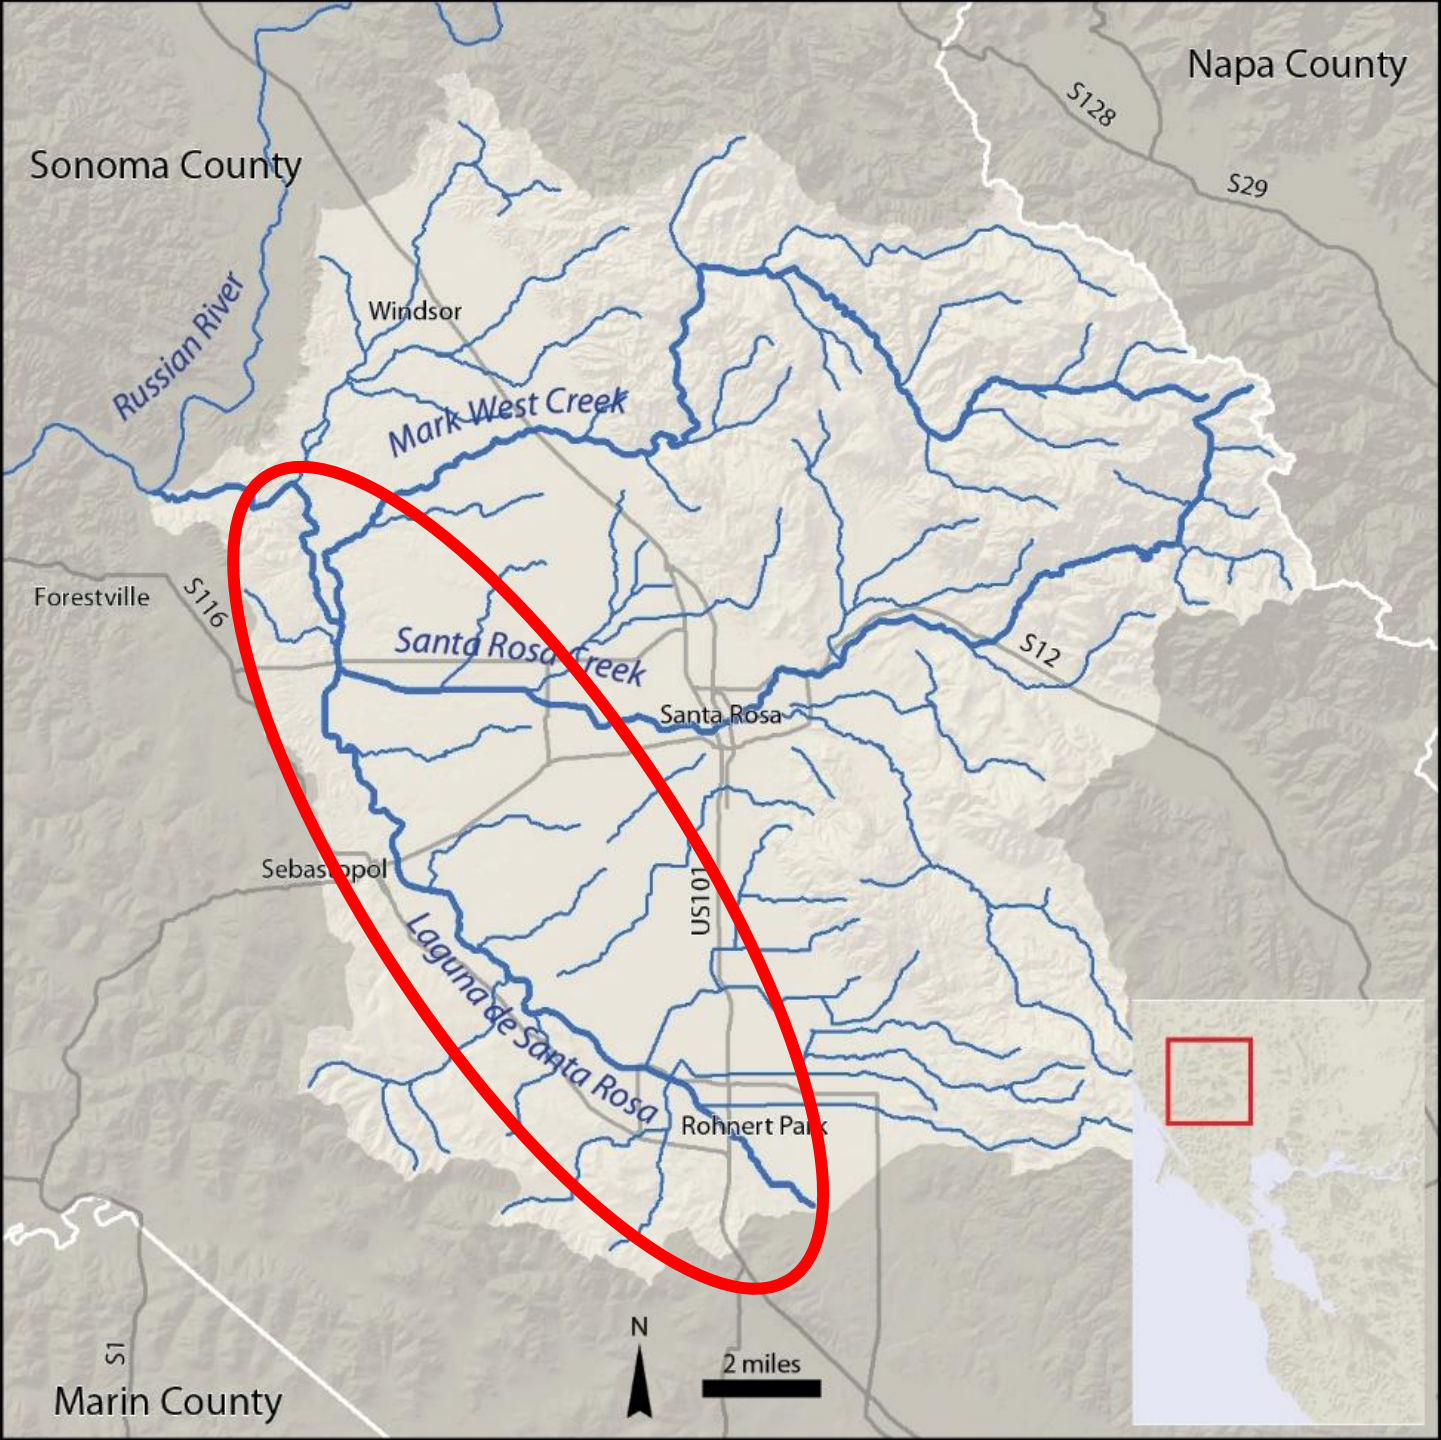 Napa County
S128
Sonoma County
S29
Russian River
Windsor
Mark West Creek
Forestville
S116
Santa Rosa Creek
S12
Santa Rosa
Sebastopol
US101
Laguna de Santa Rosa
Rohnert Park
N
S1
2 miles
Marin County